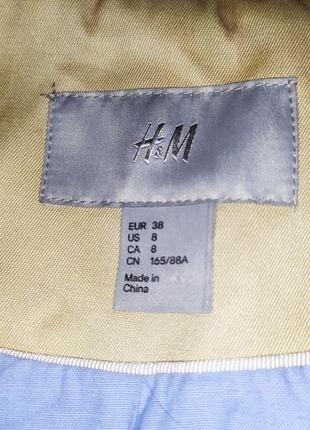 H&M
EUR 38
US 8
CA 8
CN 165/88A
Made in
China